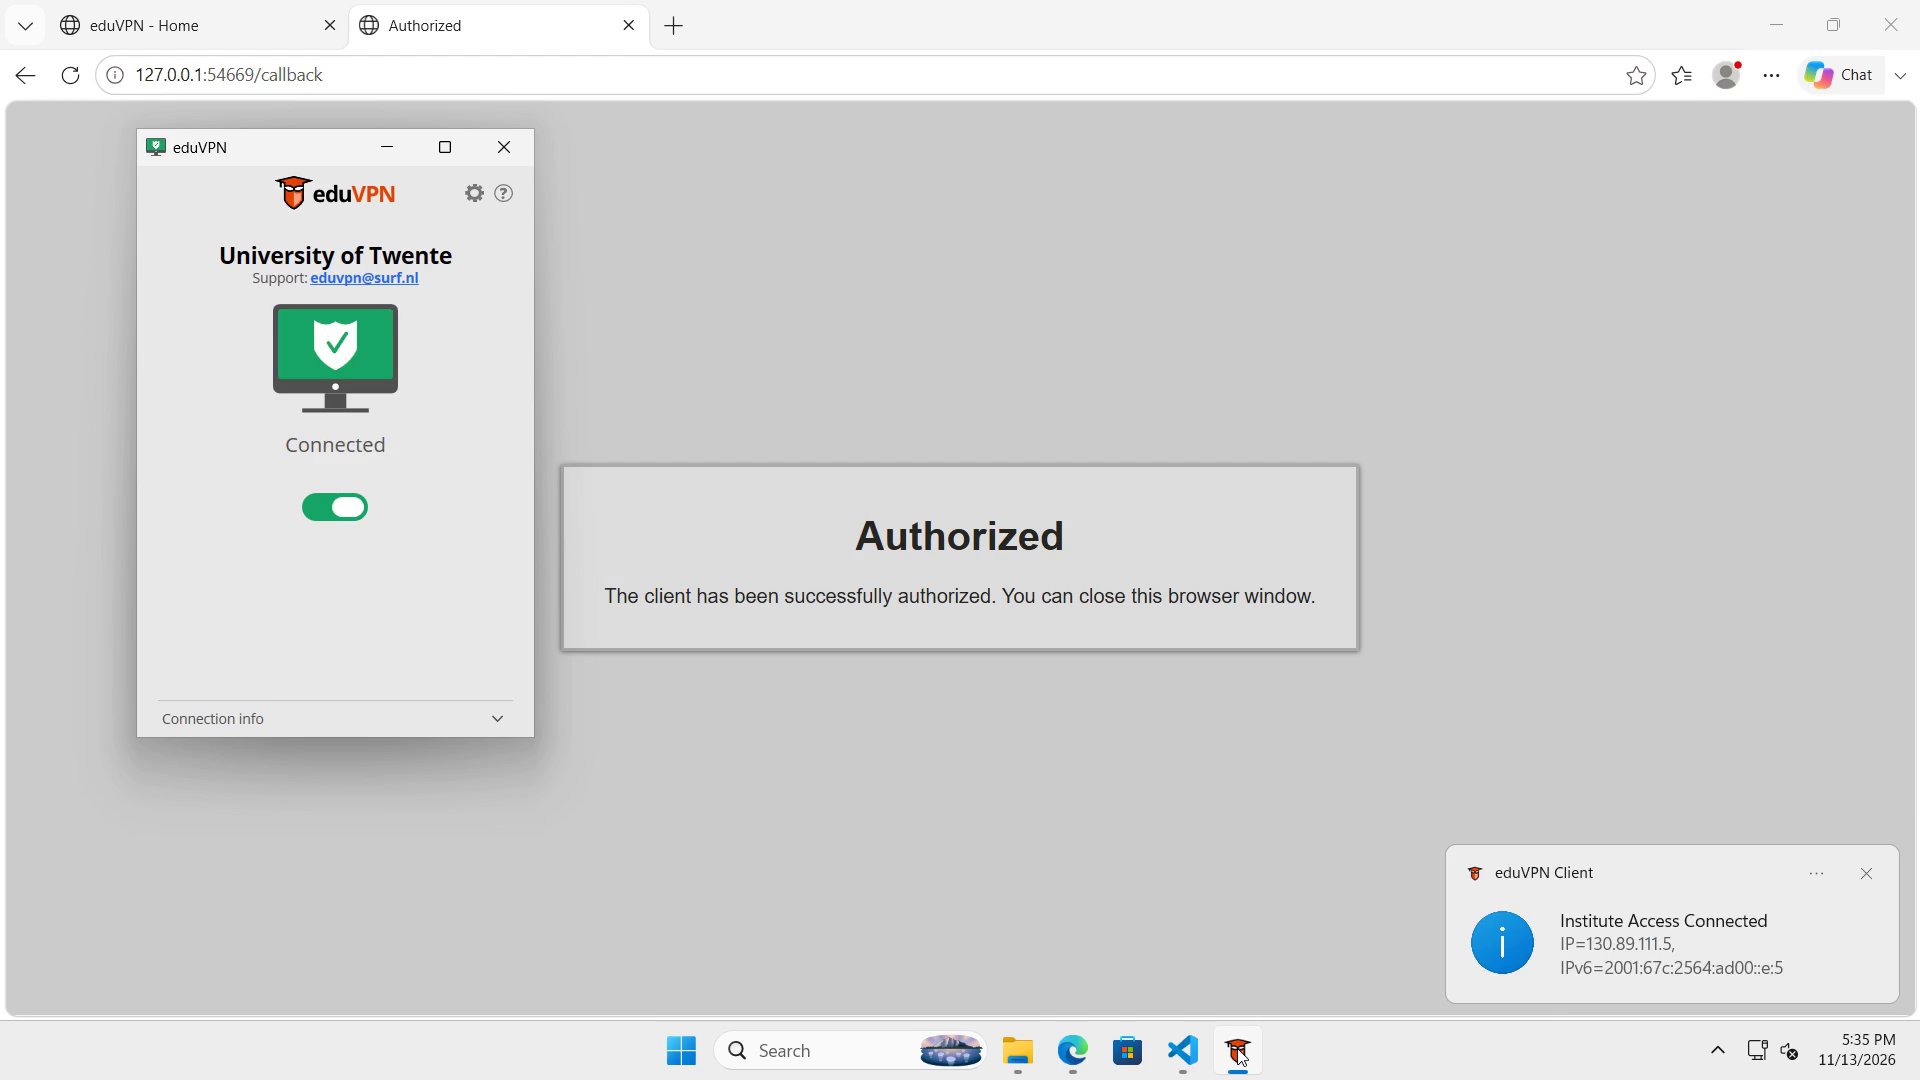 eduVPN - Home
Authorized
127.0.0.1:54669/callback
Chat
eduVPN
eduVPN
University of Twente
Support: eduvpn@surf.nl
Connected
Connection info
Authorized
The client has been successfully authorized. You can close this browser window.
eduVPN Client
Institute Access Connected
IP=130.89.111.5,
IPv6=2001:67c:2564:ad00::e:5
Search
5:35 PM
11/13/2026